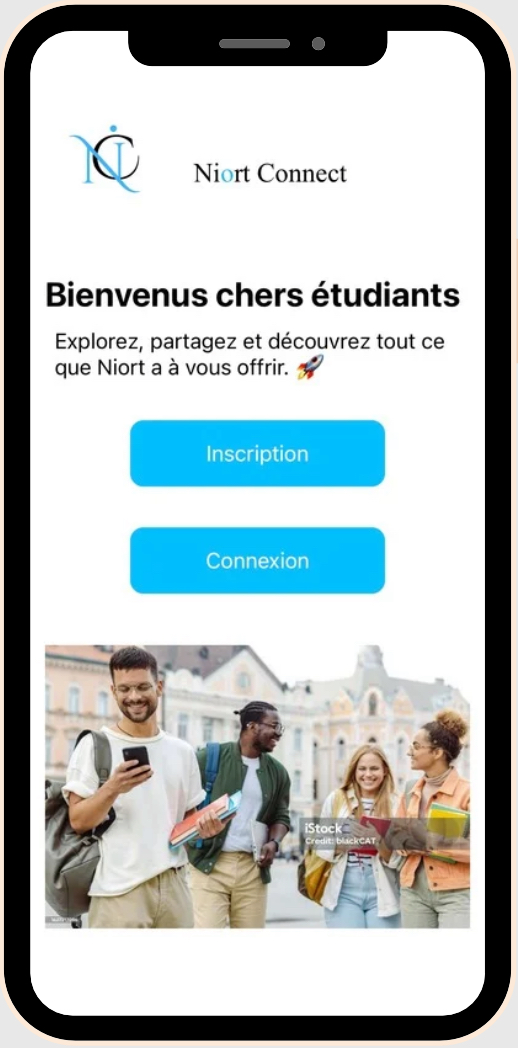 NC
Niort Connect
Bienvenus chers étudiants
Explorez, partagez et découvrez tout ce
que Niort a à vous offrir. 🚀
Inscription
Connexion
iStock
Credit: blackCAT